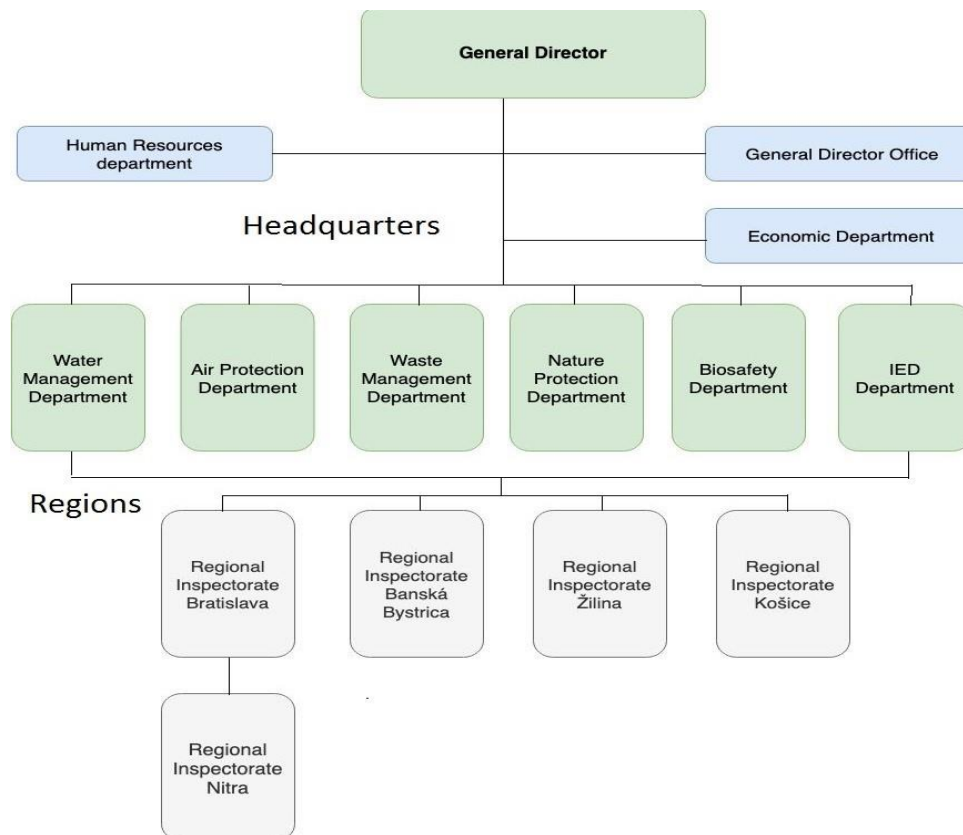 General Director
Human Resources
department
General Director Office
Headquarters
Economic Department
Water
Management
Department
Air Protection
Department
Waste
Management
Department
Nature
Protection
Department
Biosafety
Department
IED
Department
Regions
Regional
Inspectorate
Bratislava
Regional
Inspectorate
Banská
Bystrica
Regional
Inspectorate
Žilina
Regional
Inspectorate
Košice
Regional
Inspectorate
Nitra